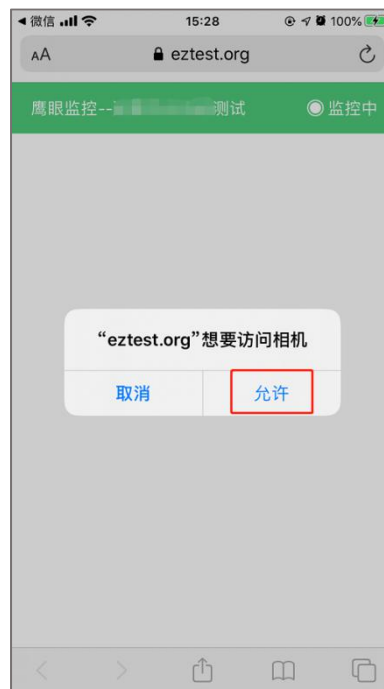 微信
15:28
100%
AA
eztest.org
鹰眼监控--
测试
监控中
“eztest.org”想要访问相机
取消
允许